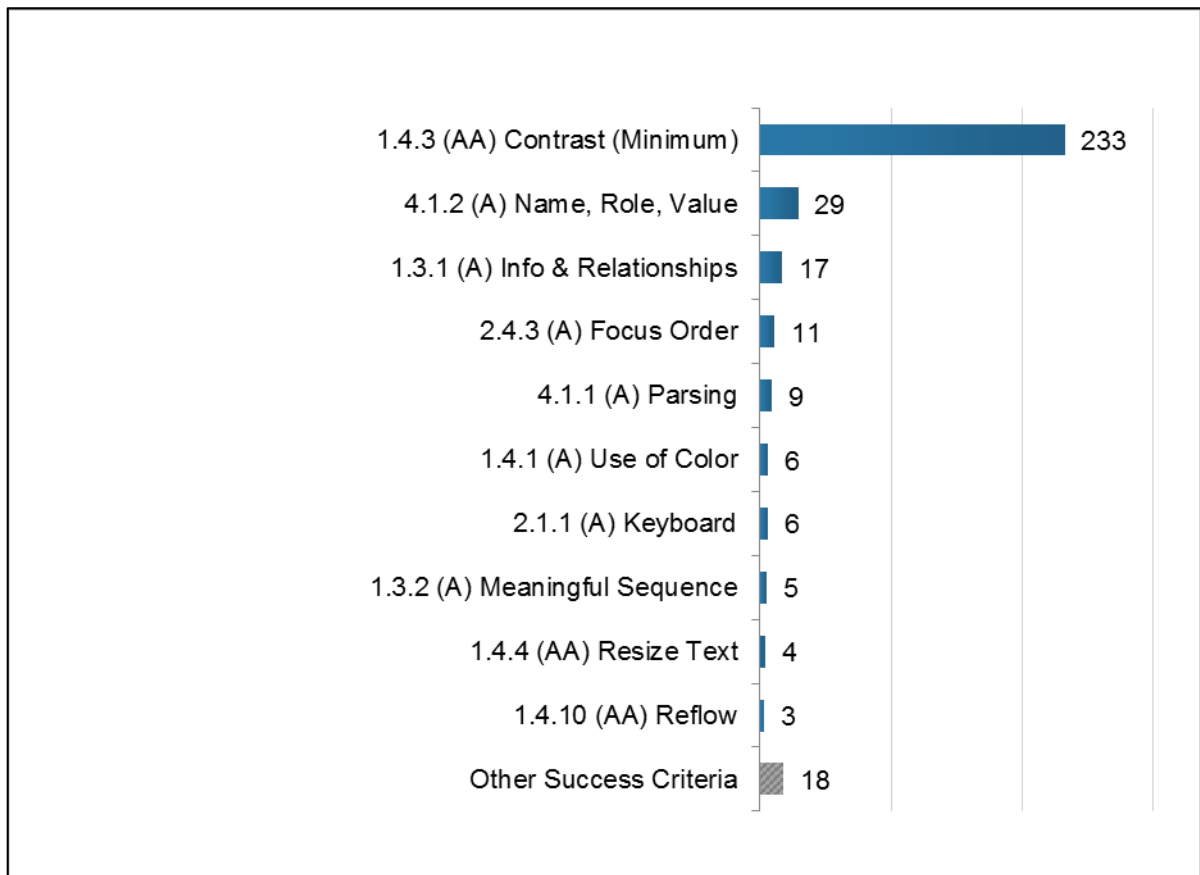 1.4.3 (AA) Contrast (Minimum) 233
4.1.2 (A) Name, Role, Value 29
1.3.1 (A) Info & Relationships 17
2.4.3 (A) Focus Order 11
4.1.1 (A) Parsing 9
1.4.1 (A) Use of Color 6
2.1.1 (A) Keyboard 6
1.3.2 (A) Meaningful Sequence 5
1.4.4 (AA) Resize Text 4
1.4.10 (AA) Reflow 3
Other Success Criteria 18